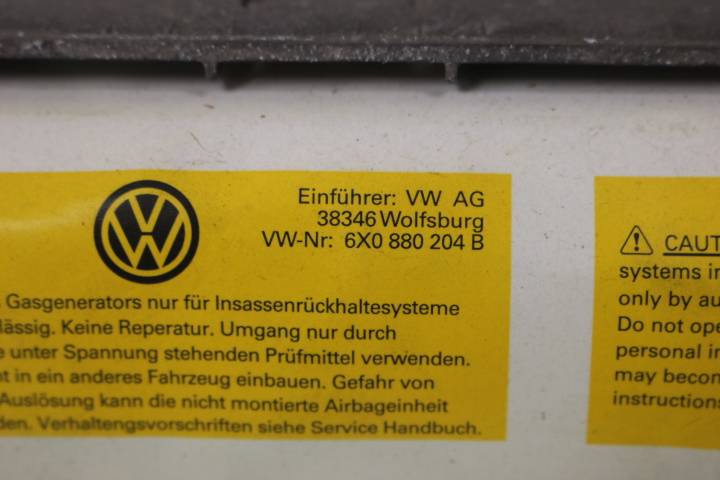 Einführer: VW AG
38346 Wolfsburg
VW-Nr: 6X0 880 204 B
Gasgenerators nur für Insassenrückhaltesysteme
lässig. Keine Reperatur. Umgang nur durch
e unter Spannung stehenden Prüfmittel verwenden.
t in ein anderes Fahrzeug einbauen. Gefahr von
Auslösung kann die nicht montierte Airbageinheit
den. Verhaltungsvorschriften siehe Service Handbuch.
CAUT
systems in
only by au
Do not ope
personal in
may becom
instructions